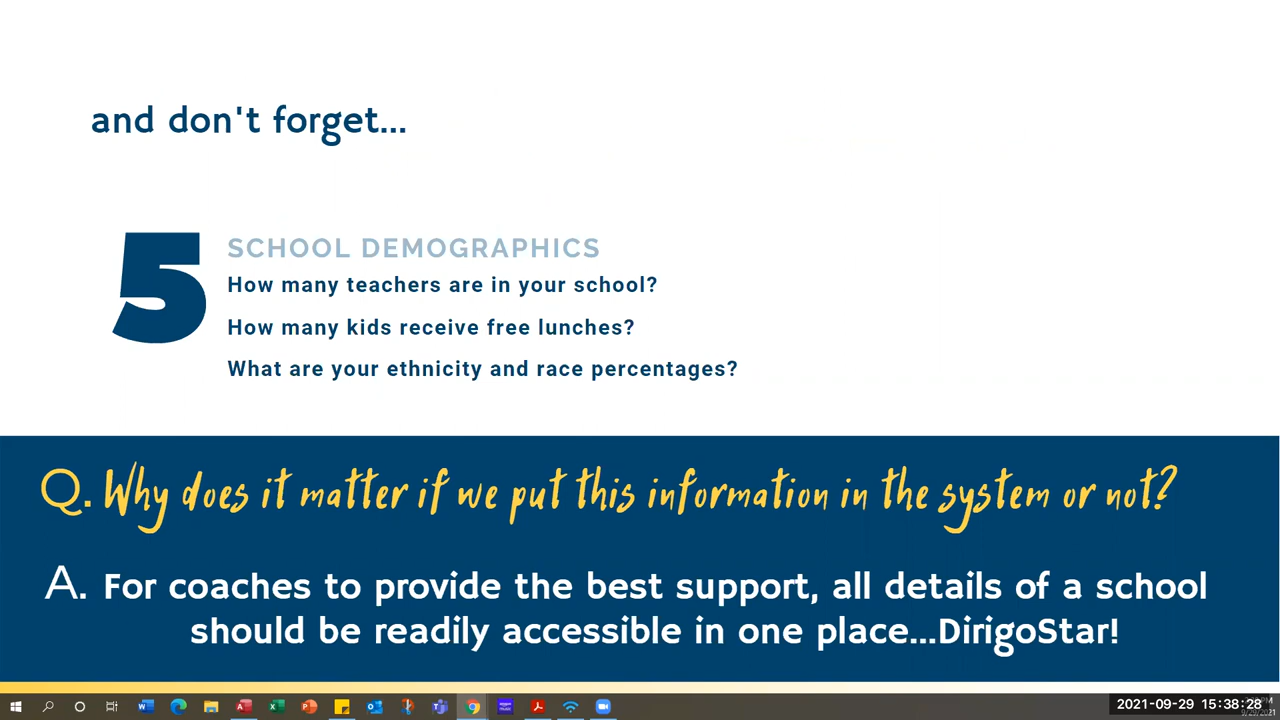 and don't forget...
5
SCHOOL DEMOGRAPHICS
How many teachers are in your school?
How many kids receive free lunches?
What are your ethnicity and race percentages?
Q. Why does it matter if we put this information in the system or not?
A. For coaches to provide the best support, all details of a school
should be readily accessible in one place...DirigoStar!
2021-09-29 15:38:28